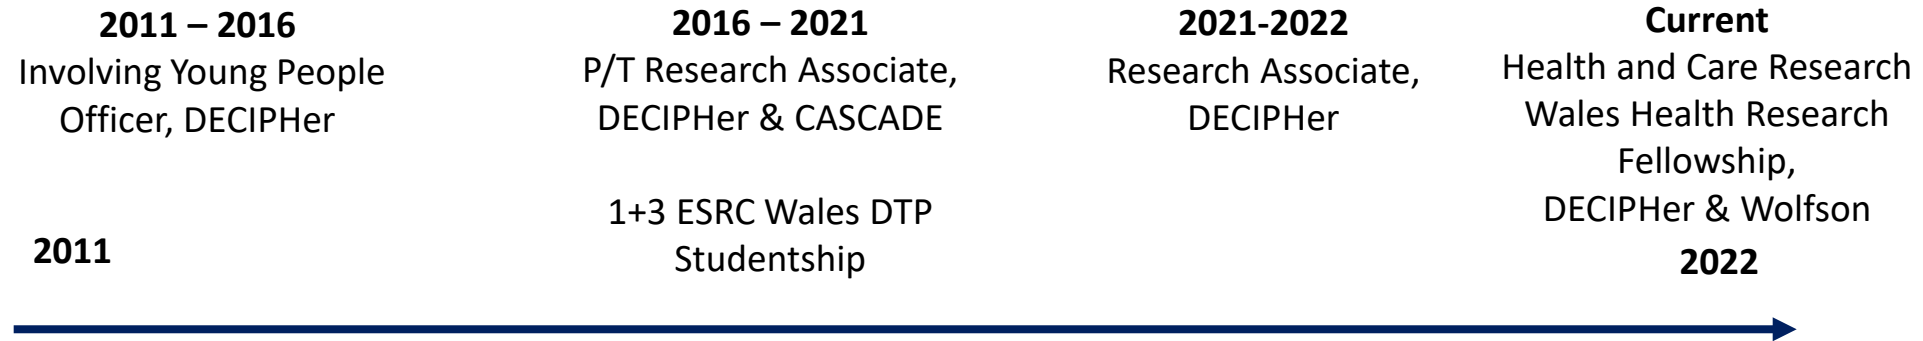 2011 – 2016
Involving Young People
Officer, DECIPHer
2016 – 2021
P/T Research Associate,
DECIPHer & CASCADE
1+3 ESRC Wales DTP
Studentship
2021-2022
Research Associate,
DECIPHer
Current
Health and Care Research
Wales Health Research
Fellowship,
DECIPHer & Wolfson
2011
2022